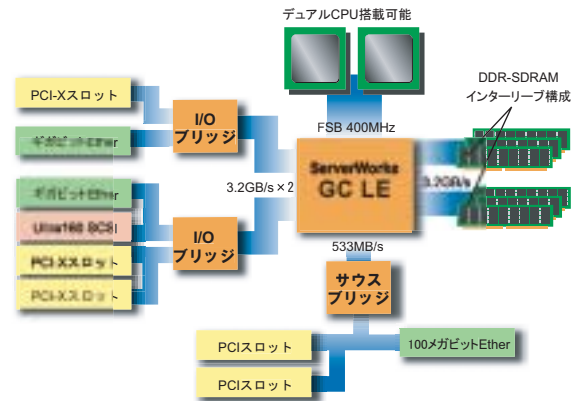 デュアルCPU搭載可能
DDR-SDRAM
インターリーブ構成
PCI-Xスロット
I/O
ブリッジ
ギガビットEther
FSB 400MHz
ServerWorks
GC LE
3.2GB/s×2
3.2GB/s
ギガビットEther
Ultra160 SCSI
PCI-Xスロット
PCI-Xスロット
I/O
ブリッジ
533MB/s
サウス
ブリッジ
PCIスロット
100メガビットEther
PCIスロット